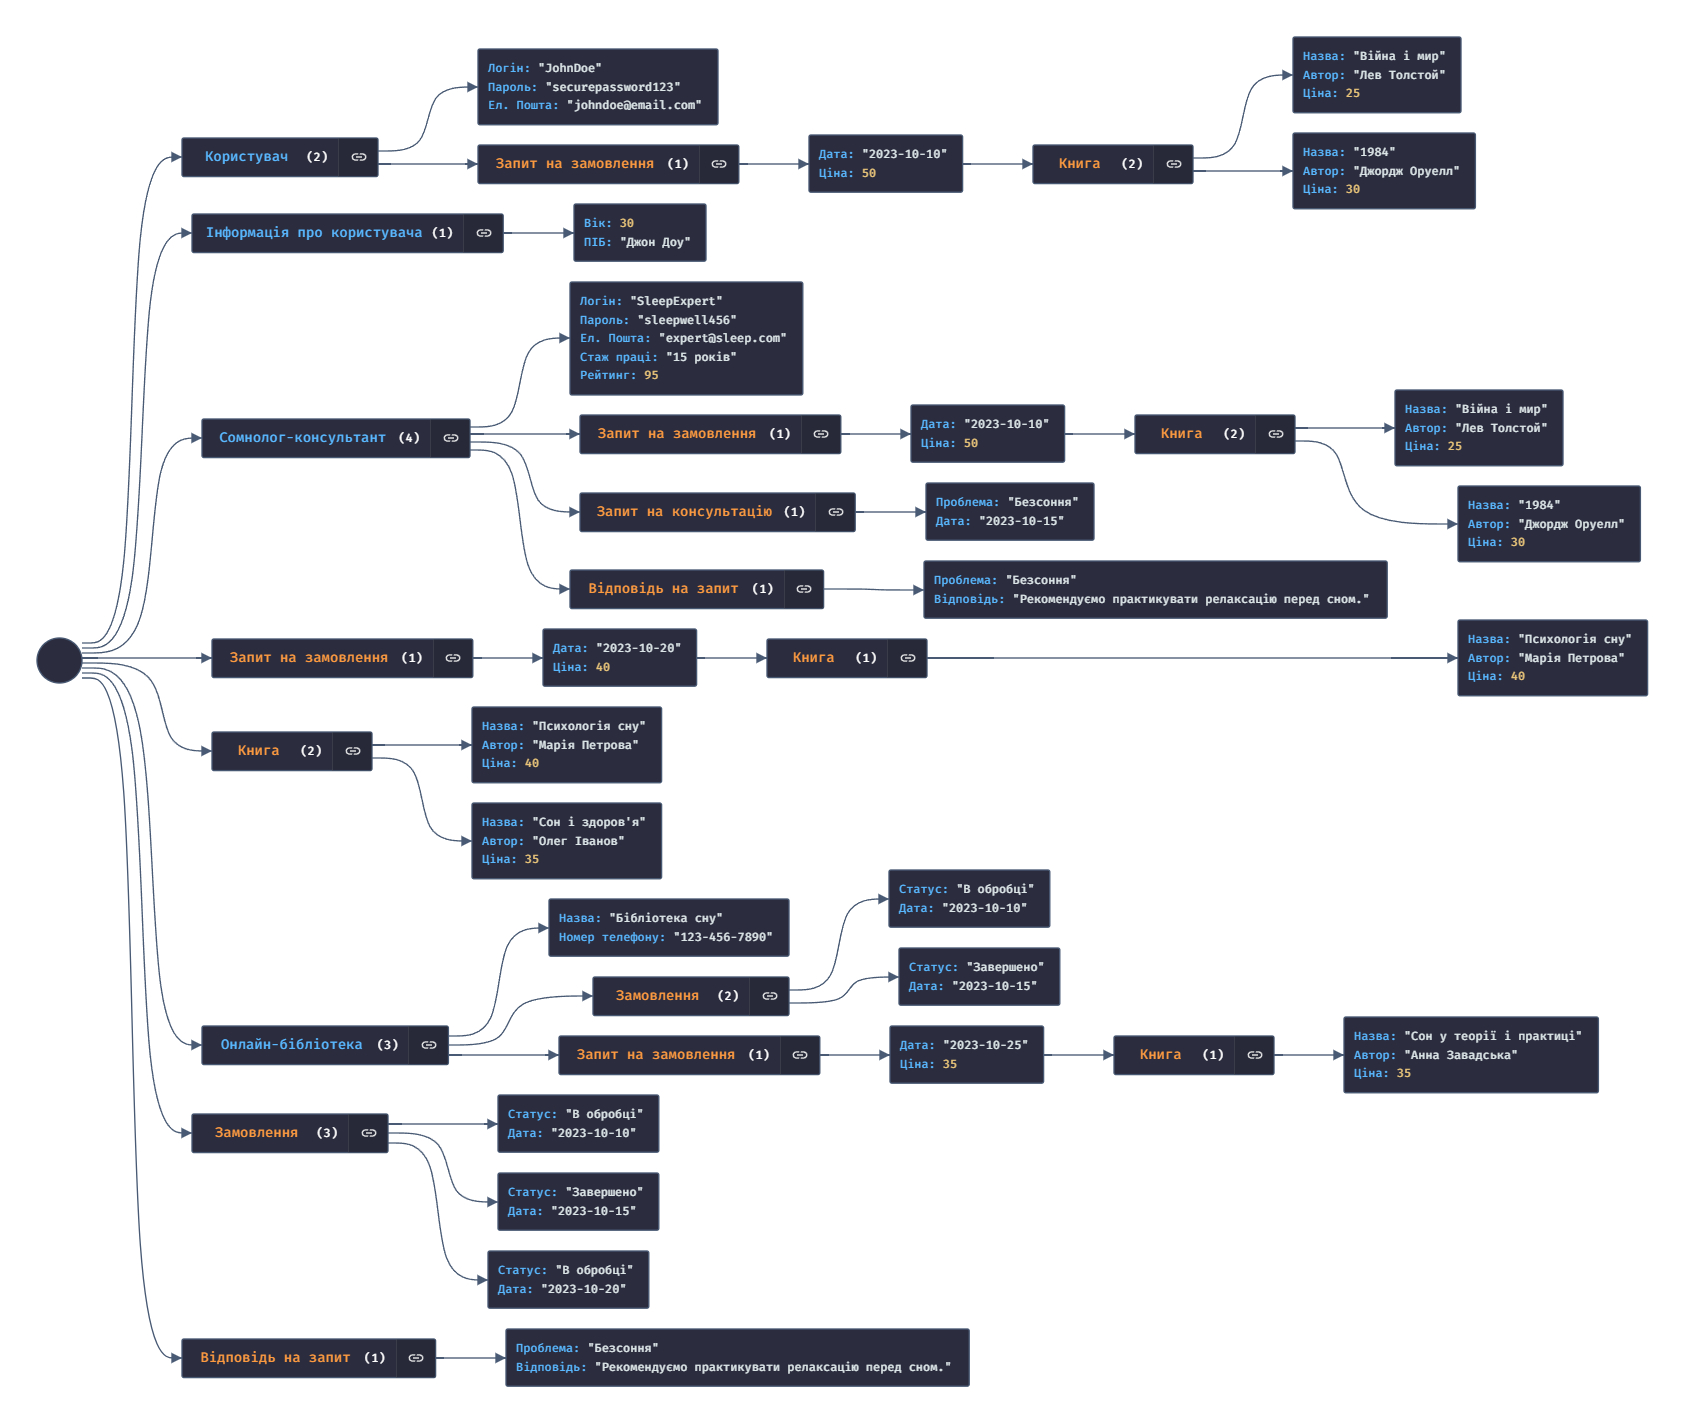 Користувач (2)
Логін: "JohnDoe"
Пароль: "securepassword123"
Ел. Пошта: "johndoe@email.com"
Запит на замовлення (1)
Дата: "2023-10-10"
Ціна: 50
Книга (2)
Назва: "Війна і мир"
Автор: "Лев Толстой"
Ціна: 25
Назва: "1984"
Автор: "Джордж Оруелл"
Ціна: 30
Інформація про користувача (1)
Вік: 30
ПІБ: "Джон Доу"
Сомнолог-консультант (4)
Логін: "SleepExpert"
Пароль: "sleepwell456"
Ел. Пошта: "expert@sleep.com"
Стаж праці: "15 років"
Рейтинг: 95
Запит на замовлення (1)
Дата: "2023-10-10"
Ціна: 50
Книга (2)
Назва: "Війна і мир"
Автор: "Лев Толстой"
Ціна: 25
Назва: "1984"
Автор: "Джордж Оруелл"
Ціна: 30
Запит на консультацію (1)
Проблема: "Безсоння"
Дата: "2023-10-15"
Відповідь на запит (1)
Проблема: "Безсоння"
Відповідь: "Рекомендуємо практикувати релаксацію перед сном."
Запит на замовлення (1)
Дата: "2023-10-20"
Ціна: 40
Книга (1)
Назва: "Психологія сну"
Автор: "Марія Петрова"
Ціна: 40
Книга (2)
Назва: "Психологія сну"
Автор: "Марія Петрова"
Ціна: 40
Назва: "Сон і здоров'я"
Автор: "Олег Іванов"
Ціна: 35
Онлайн-бібліотека (3)
Назва: "Бібліотека сну"
Номер телефону: "123-456-7890"
Замовлення (2)
Статус: "В обробці"
Дата: "2023-10-10"
Статус: "Завершено"
Дата: "2023-10-15"
Запит на замовлення (1)
Дата: "2023-10-25"
Ціна: 35
Книга (1)
Назва: "Сон у теорії і практиці"
Автор: "Анна Завадська"
Ціна: 35
Замовлення (3)
Статус: "В обробці"
Дата: "2023-10-10"
Статус: "Завершено"
Дата: "2023-10-15"
Статус: "В обробці"
Дата: "2023-10-20"
Відповідь на запит (1)
Проблема: "Безсоння"
Відповідь: "Рекомендуємо практикувати релаксацію перед сном."